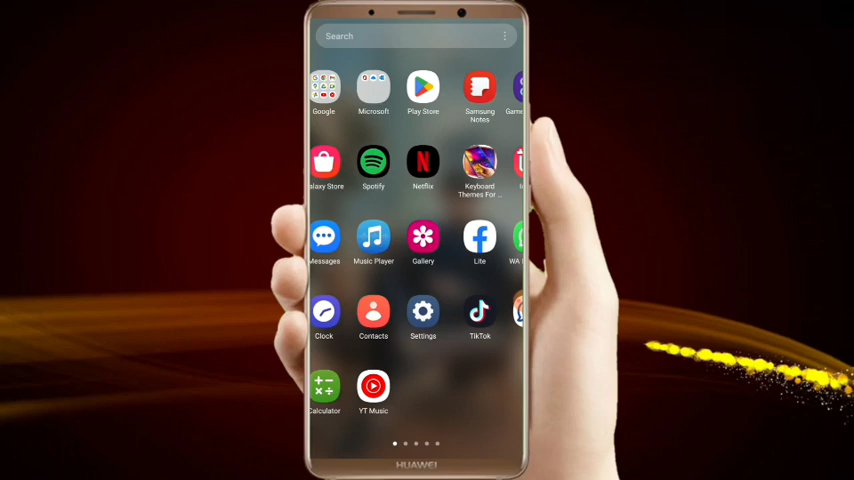 Search
Google
Microsoft
Play Store
Samsung
Notes
Game
alaxy Store
Spotify
Netflix
Keyboard
Themes For ...
Messages
Music Player
Gallery
Lite
WA
Clock
Contacts
Settings
TikTok
Calculator
YT Music
HUAWEI